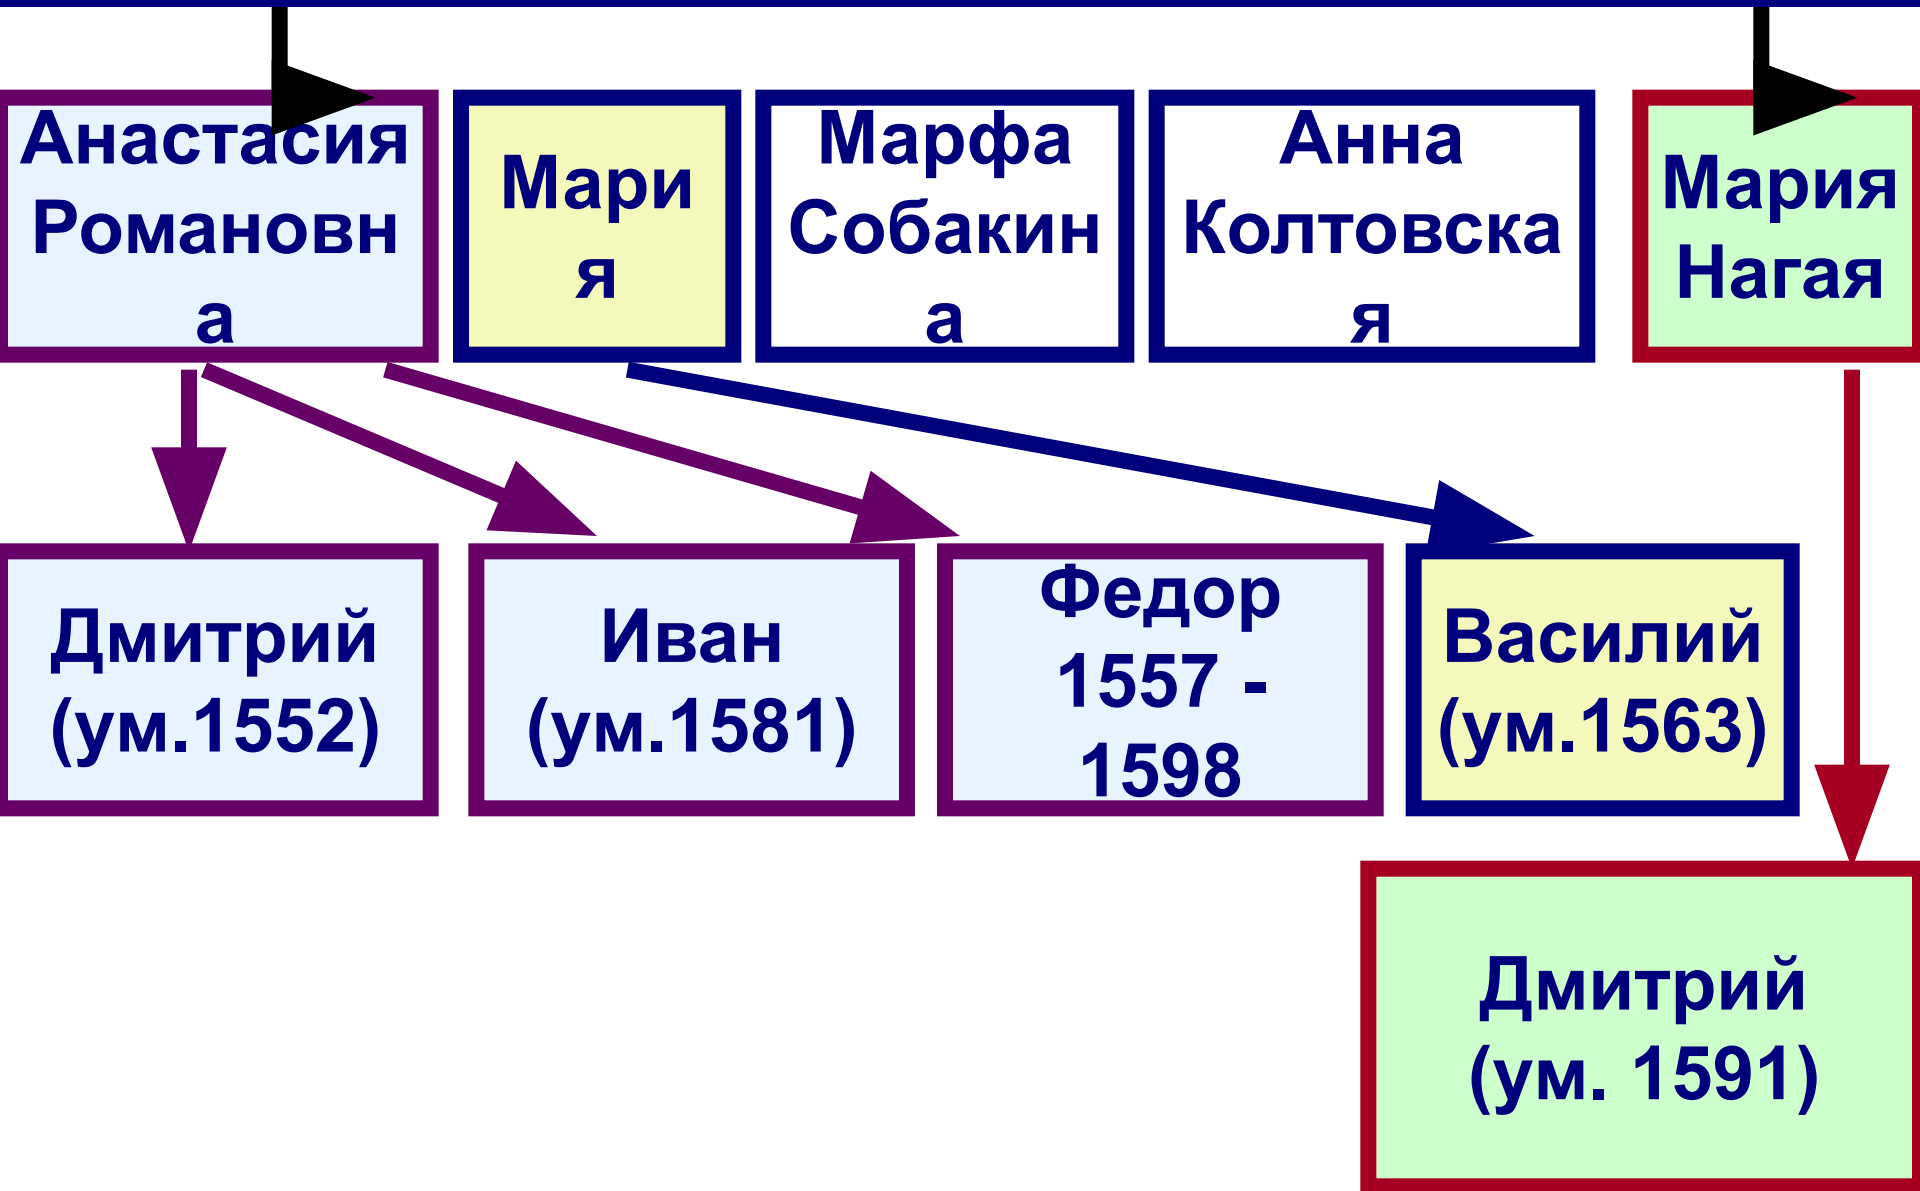 Анастасия
Романовн
а
Мари
я
Марфа
Собакин
а
Анна
Колтовска
я
Мария
Нагая
Дмитрий
(ум.1552)
Иван
(ум.1581)
Федор
1557 -
1598
Василий
(ум.1563)
Дмитрий
(ум. 1591)